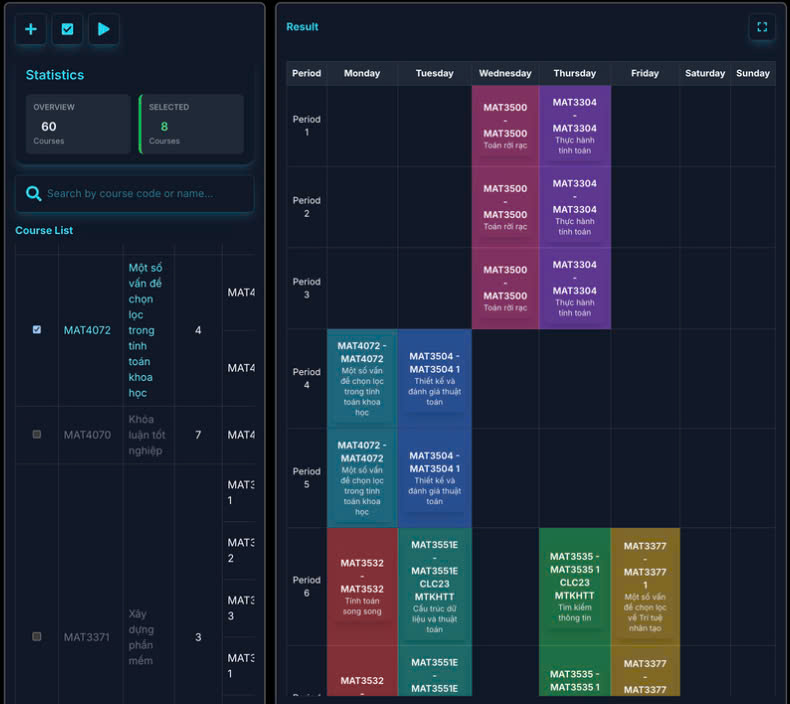 Statistics
OVERVIEW
60
Courses
SELECTED
8
Courses
Search by course code or name...
Course List
MAT4072
Một số
vấn đề
chọn
lọc
trong
tính
toán
khoa
học
4
MAT4
MAT4
MAT4070
Khóa
luận tốt
nghiệp
7
MAT4
MAT3371
Xây
dựng
phần
mềm
3
MAT3
1
MAT3
2
MAT3
3
MAT3
1
Result
Period Monday Tuesday Wednesday Thursday Friday Saturday Sunday
Period
1
MAT3500
-
MAT3500
Toán rời rạc
MAT3304
-
MAT3304
Thực hành
tính toán
Period
2
MAT3500
-
MAT3500
Toán rời rạc
MAT3304
-
MAT3304
Thực hành
tính toán
Period
3
MAT3500
-
MAT3500
Toán rời rạc
MAT3304
-
MAT3304
Thực hành
tính toán
Period
4
MAT4072 -
MAT4072
Một số vấn
đề chọn lọc
trong tính
toán khoa
học
MAT3504 -
MAT3504 1
Thiết kế và
đánh giá thuật
toán
Period
5
MAT4072 -
MAT4072
Một số vấn
đề chọn lọc
trong tính
toán khoa
học
MAT3504 -
MAT3504 1
Thiết kế và
đánh giá thuật
toán
Period
6
MAT3532
-
MAT3532
Tính toán
song song
MAT3551E
-
MAT3551E
CLC23
MTKHTT
Cấu trúc dữ
liệu và thuật
toán
MAT3535 -
MAT3535 1
CLC23
MTKHTT
Tìm kiếm
thông tin
MAT3377
-
MAT3377
1
Một số vấn
đề chọn lọc
về Trí tuệ
nhân tạo
MAT3532
-
MAT3551E
-
MAT3551E
MAT3535 -
MAT3535 1
MAT3377
-
MAT3377